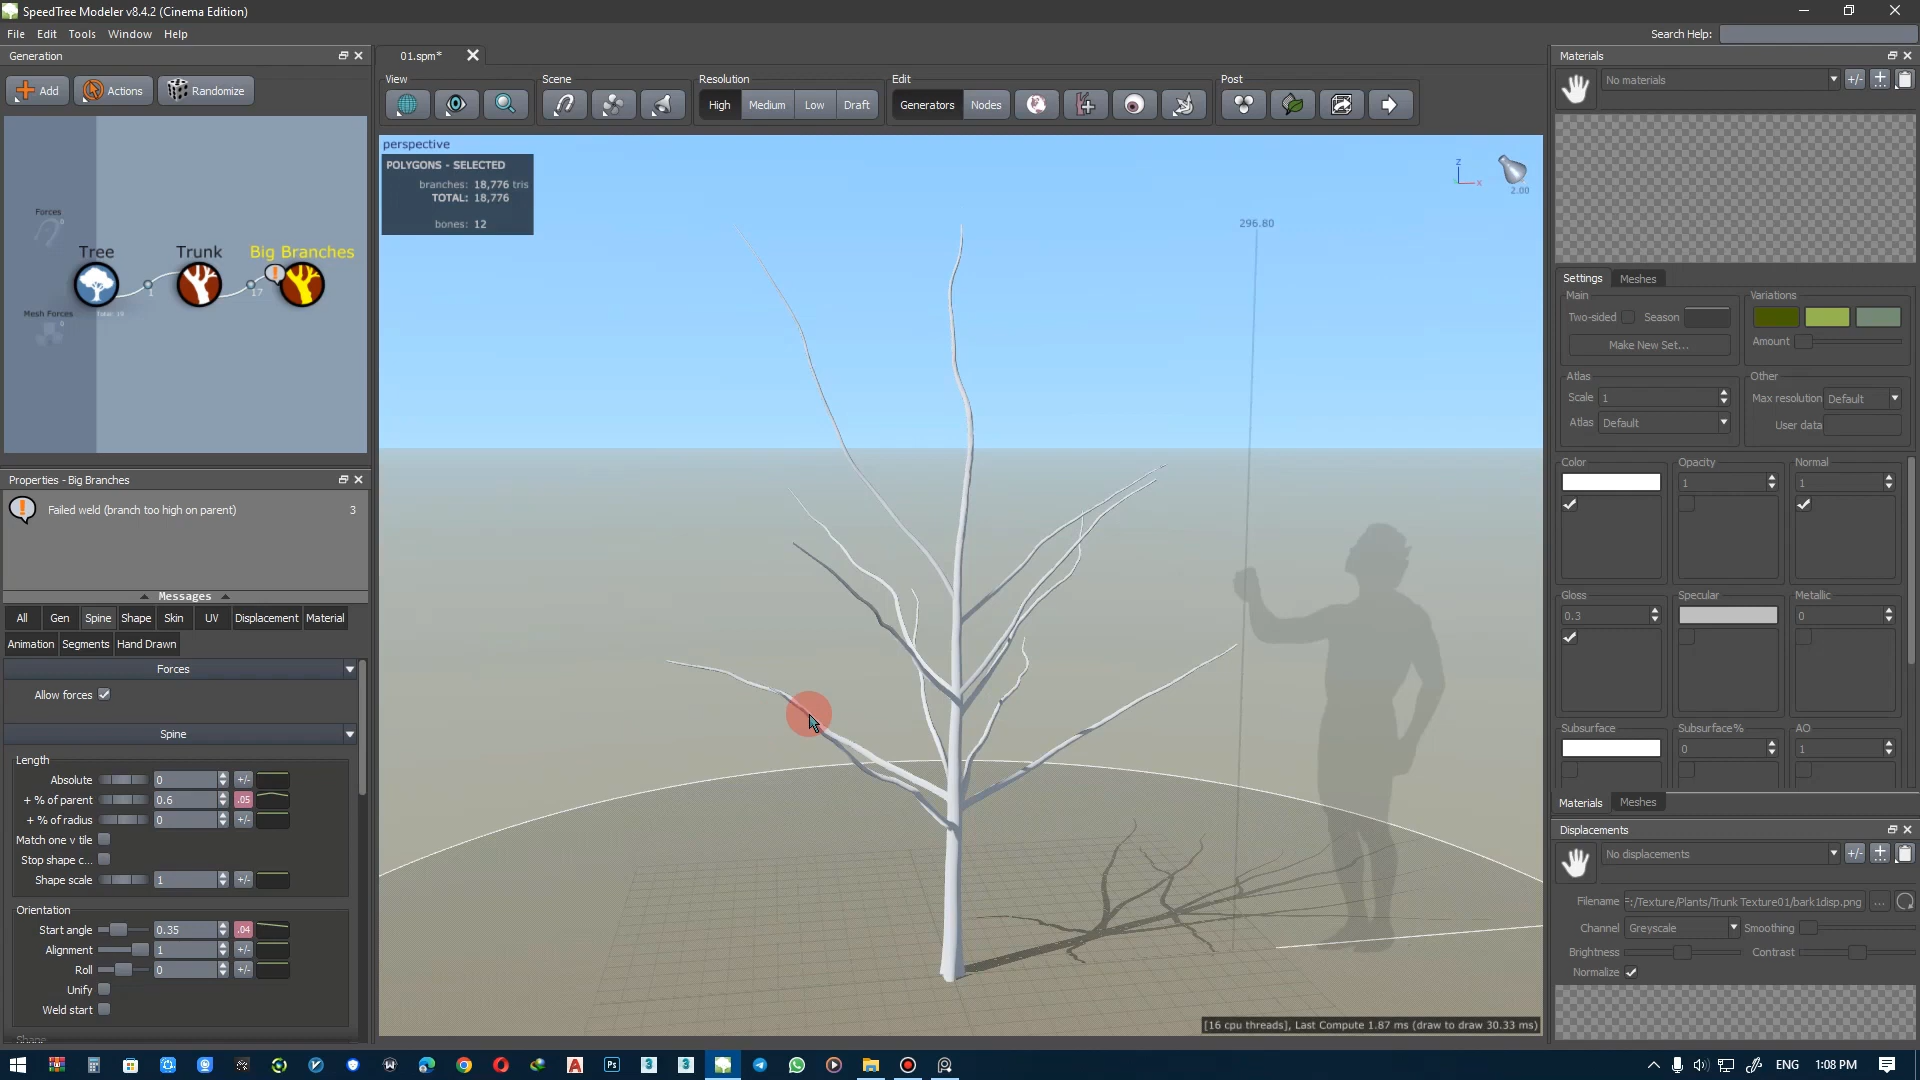 SpeedTree Modeler v8.4.2 (Cinema Edition)
File Edit Tools Window Help
Search Help:
Generation
01.spm*
Materials
Add Actions Randomize
View Scene Resolution Edit Post
High Medium Low Draft
Generators Nodes
No materials
+/-
perspective
POLYGONS - SELECTED
branches: 18,776 tris
TOTAL: 18,776
bones: 12
z
x
2.00
296.80
Forces
0
Tree Trunk Big Branches
1
17
Mesh Forces
0
Properties - Big Branches
Failed weld (branch too high on parent) 3
Messages
All Gen Spine Shape Skin UV Displacement Material
Animation Segments Hand Drawn
Forces
Allow forces
Spine
Length
Absolute 0 +/-
+ % of parent 0.6 .05
+ % of radius 0 +/-
Match one v tile
Stop shape c...
Shape scale 1 +/-
Orientation
Start angle 0.35 .04
Alignment 1 +/-
Roll 0 +/-
Unify
Weld start
Shape
[16 cpu threads], Last Compute 1.87 ms (draw to draw 30.33 ms)
Settings Meshes
Main Variations
Two-sided Season
Make New Set...
Amount
Atlas Other
Scale 1
Max resolution Default
Atlas Default
User data
Color Opacity Normal
1 1
Gloss Specular Metallic
0.3 0
Subsurface Subsurface% AO
0 1
Materials Meshes
Displacements
No displacements
+/-
Filename F:/Texture/Plants/Trunk Texture01/bark1disp.png ...
Channel Greyscale Smoothing
Brightness Contrast
Normalize
ENG 1:08 PM